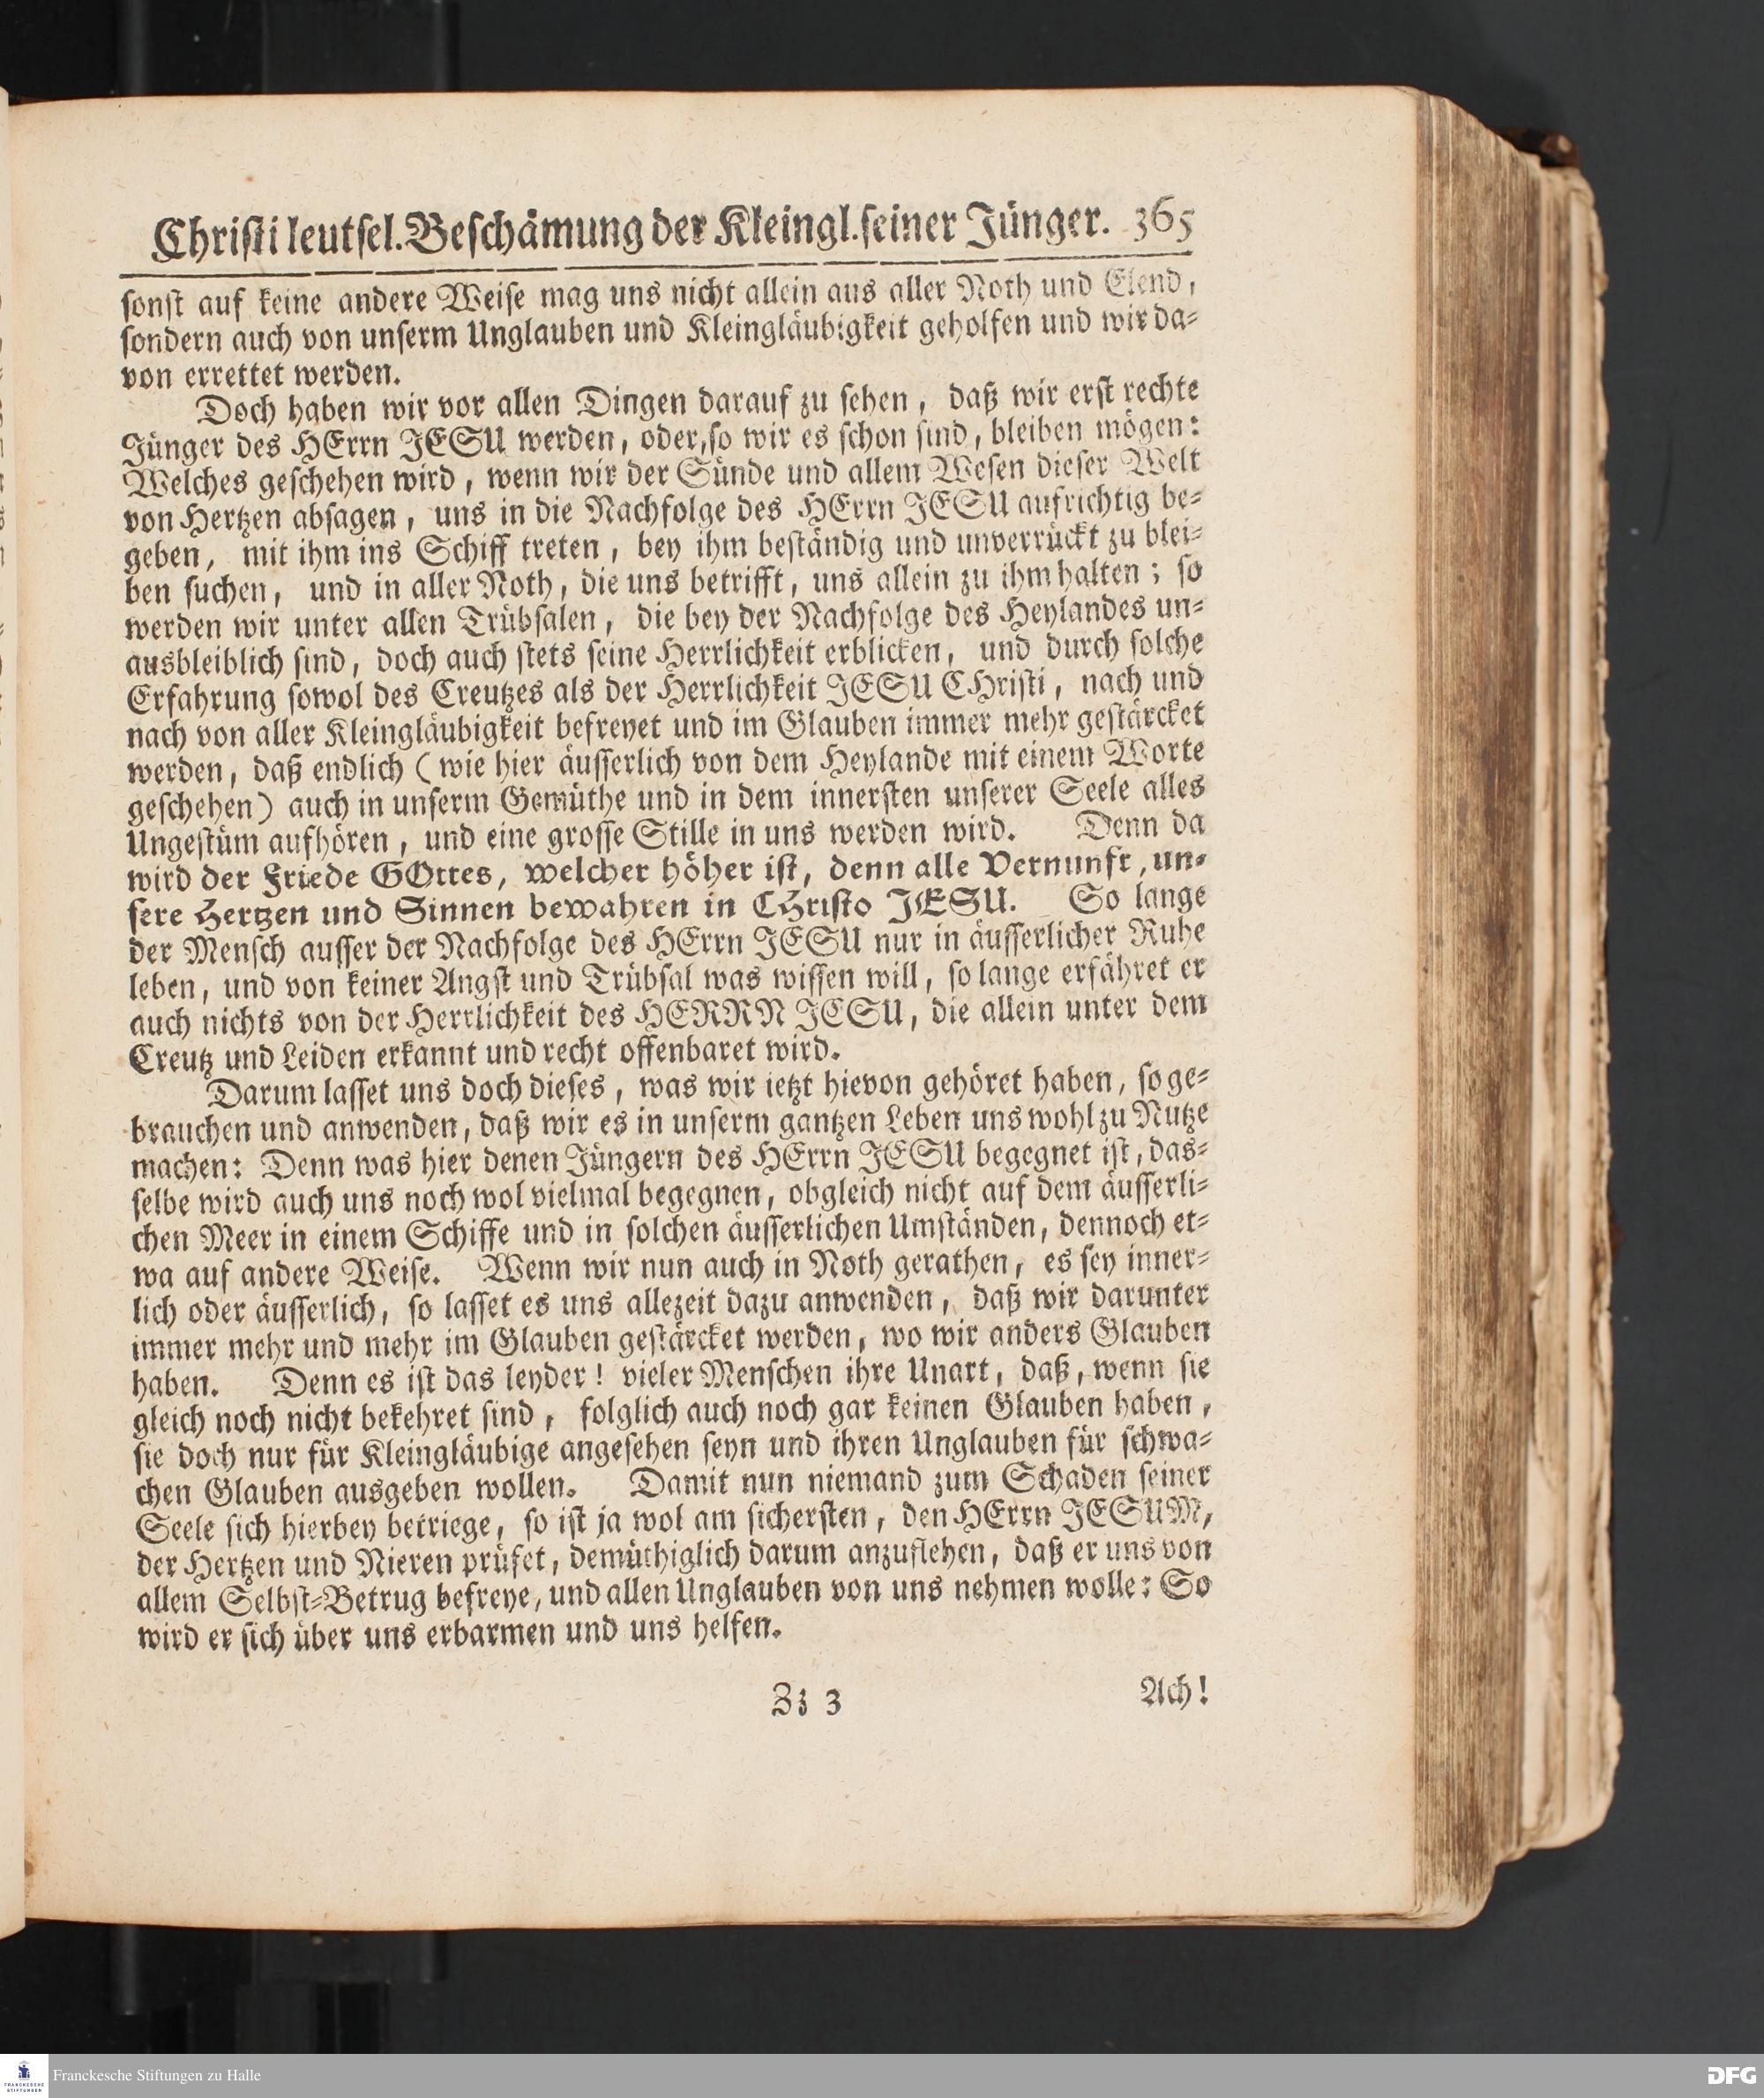 Christi leutsel. Beschämung der Kleingl. seiner Jünger. 365
sonst auf keine andere Weise mag uns nicht allein aus aller Noth und Elend,
sondern auch von unserm Unglauben und Kleingläubigkeit geholfen und wir da-
von errettet werden.
Doch haben wir vor allen Dingen darauf zu sehen, daß wir erst rechte
Jünger des HErrn JESU werden, oder, so wir es schon sind, bleiben mögen:
Welches geschehen wird, wenn wir der Sünde und allem Wesen dieser Welt
von Hertzen absagen, uns in die Nachfolge des HErrn JESU aufrichtig be-
geben, mit ihm ins Schiff treten, bey ihm beständig und unverrückt zu blei-
ben suchen, und in aller Noth, die uns betrifft, uns allein zu ihm halten; so
werden wir unter allen Trübsalen, die bey der Nachfolge des Heylandes un-
ausbleiblich sind, doch auch stets seine Herrlichkeit erblicken, und durch solche
Erfahrung sowol des Creutzes als der Herrlichkeit JESU CHristi, nach und
nach von aller Kleingläubigkeit befreyet und im Glauben immer mehr gestärcket
werden, daß endlich (wie hier äusserlich von dem Heylande mit einem Worte
geschehen) auch in unserm Gemüthe und in dem innersten unserer Seele alles
Ungestüm aufhören, und eine grosse Stille in uns werden wird. Denn da
wird der Friede GOttes, welcher höher ist, denn alle Vernunft, un-
sere Hertzen und Sinnen bewahren in CHristo JESU. So lange
der Mensch ausser der Nachfolge des HErrn JESU nur in äusserlicher Ruhe
leben, und von keiner Angst und Trübsal was wissen will, so lange erfähret er
auch nichts von der Herrlichkeit des HERRN JESU, die allein unter dem
Creutz und Leiden erkannt und recht offenbaret wird.
Darum lasset uns doch dieses, was wir ietzt hievon gehöret haben, so ge-
brauchen und anwenden, daß wir es in unserm gantzen Leben uns wohl zu Nutze
machen: Denn was hier denen Jüngern des HErrn JESU begegnet ist, das-
selbe wird auch uns noch wol vielmal begegnen, obgleich nicht auf dem äusserli-
chen Meer in einem Schiffe und in solchen äusserlichen Umständen, dennoch et-
wa auf andere Weise. Wenn wir nun auch in Noth gerathen, es sey inner-
lich oder äusserlich, so lasset es uns allezeit dazu anwenden, daß wir darunter
immer mehr und mehr im Glauben gestärcket werden, wo wir anders Glauben
haben. Denn es ist das leyder! vieler Menschen ihre Unart, daß, wenn sie
gleich noch nicht bekehret sind, folglich auch noch gar keinen Glauben haben,
sie doch nur für Kleingläubige angesehen seyn und ihren Unglauben für schwa-
chen Glauben ausgeben wollen. Damit nun niemand zum Schaden seiner
Seele sich hierbey betriege, so ist ja wol am sichersten, den HErrn JESUM,
der Hertzen und Nieren prüfet, demüthiglich darum anzuflehen, daß er uns von
allem Selbst-Betrug befreye, und allen Unglauben von uns nehmen wolle: So
wird er sich über uns erbarmen und uns helfen.
Zz 3 Ach!
FRANCKESCHE STIFTUNGEN
Franckesche Stiftungen zu Halle
DFG